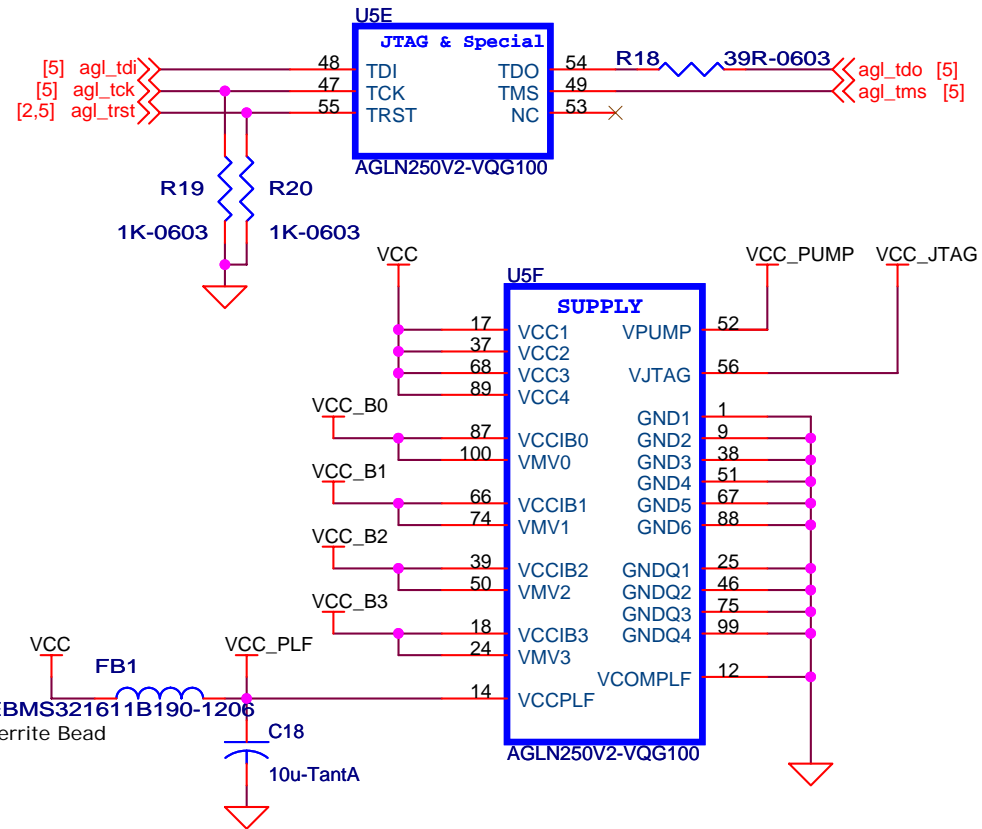 U5E
JTAG & Special
[5] agl_tdi 48 TDI TDO 54 R18 39R-0603 agl_tdo [5]
[5] agl_tck 47 TCK TMS 49 agl_tms [5]
[2,5] agl_trst 55 TRST NC 53
AGLN250V2-VQG100
R19 R20
1K-0603 1K-0603
VCC VCC_PUMP VCC_JTAG
U5F
SUPPLY
17 VCC1 VPUMP 52
37 VCC2
68 VCC3 VJTAG 56
89 VCC4
VCC_B0 GND1 1
87 VCCIB0 GND2 9
100 VMV0 GND3 38
VCC_B1 GND4 51
66 VCCIB1 GND5 67
74 VMV1 GND6 88
VCC_B2
39 VCCIB2 GNDQ1 25
50 VMV2 GNDQ2 46
VCC_B3 GNDQ3 75
18 VCCIB3 GNDQ4 99
24 VMV3
VCC VCC_PLF VCOMPLF 12
FB1
14 VCCPLF
EBMS321611B190-1206
errite Bead
C18
10u-TantA
AGLN250V2-VQG100